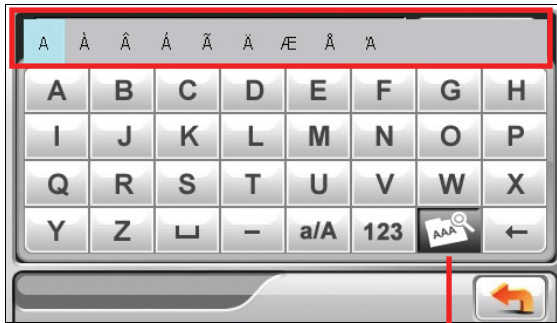 A À Â Á Ã Ä Æ Å Ά
A B C D E F G H
I J K L M N O P
Q R S T U V W X
Y Z ⌴ – a/A 123 AAA ←